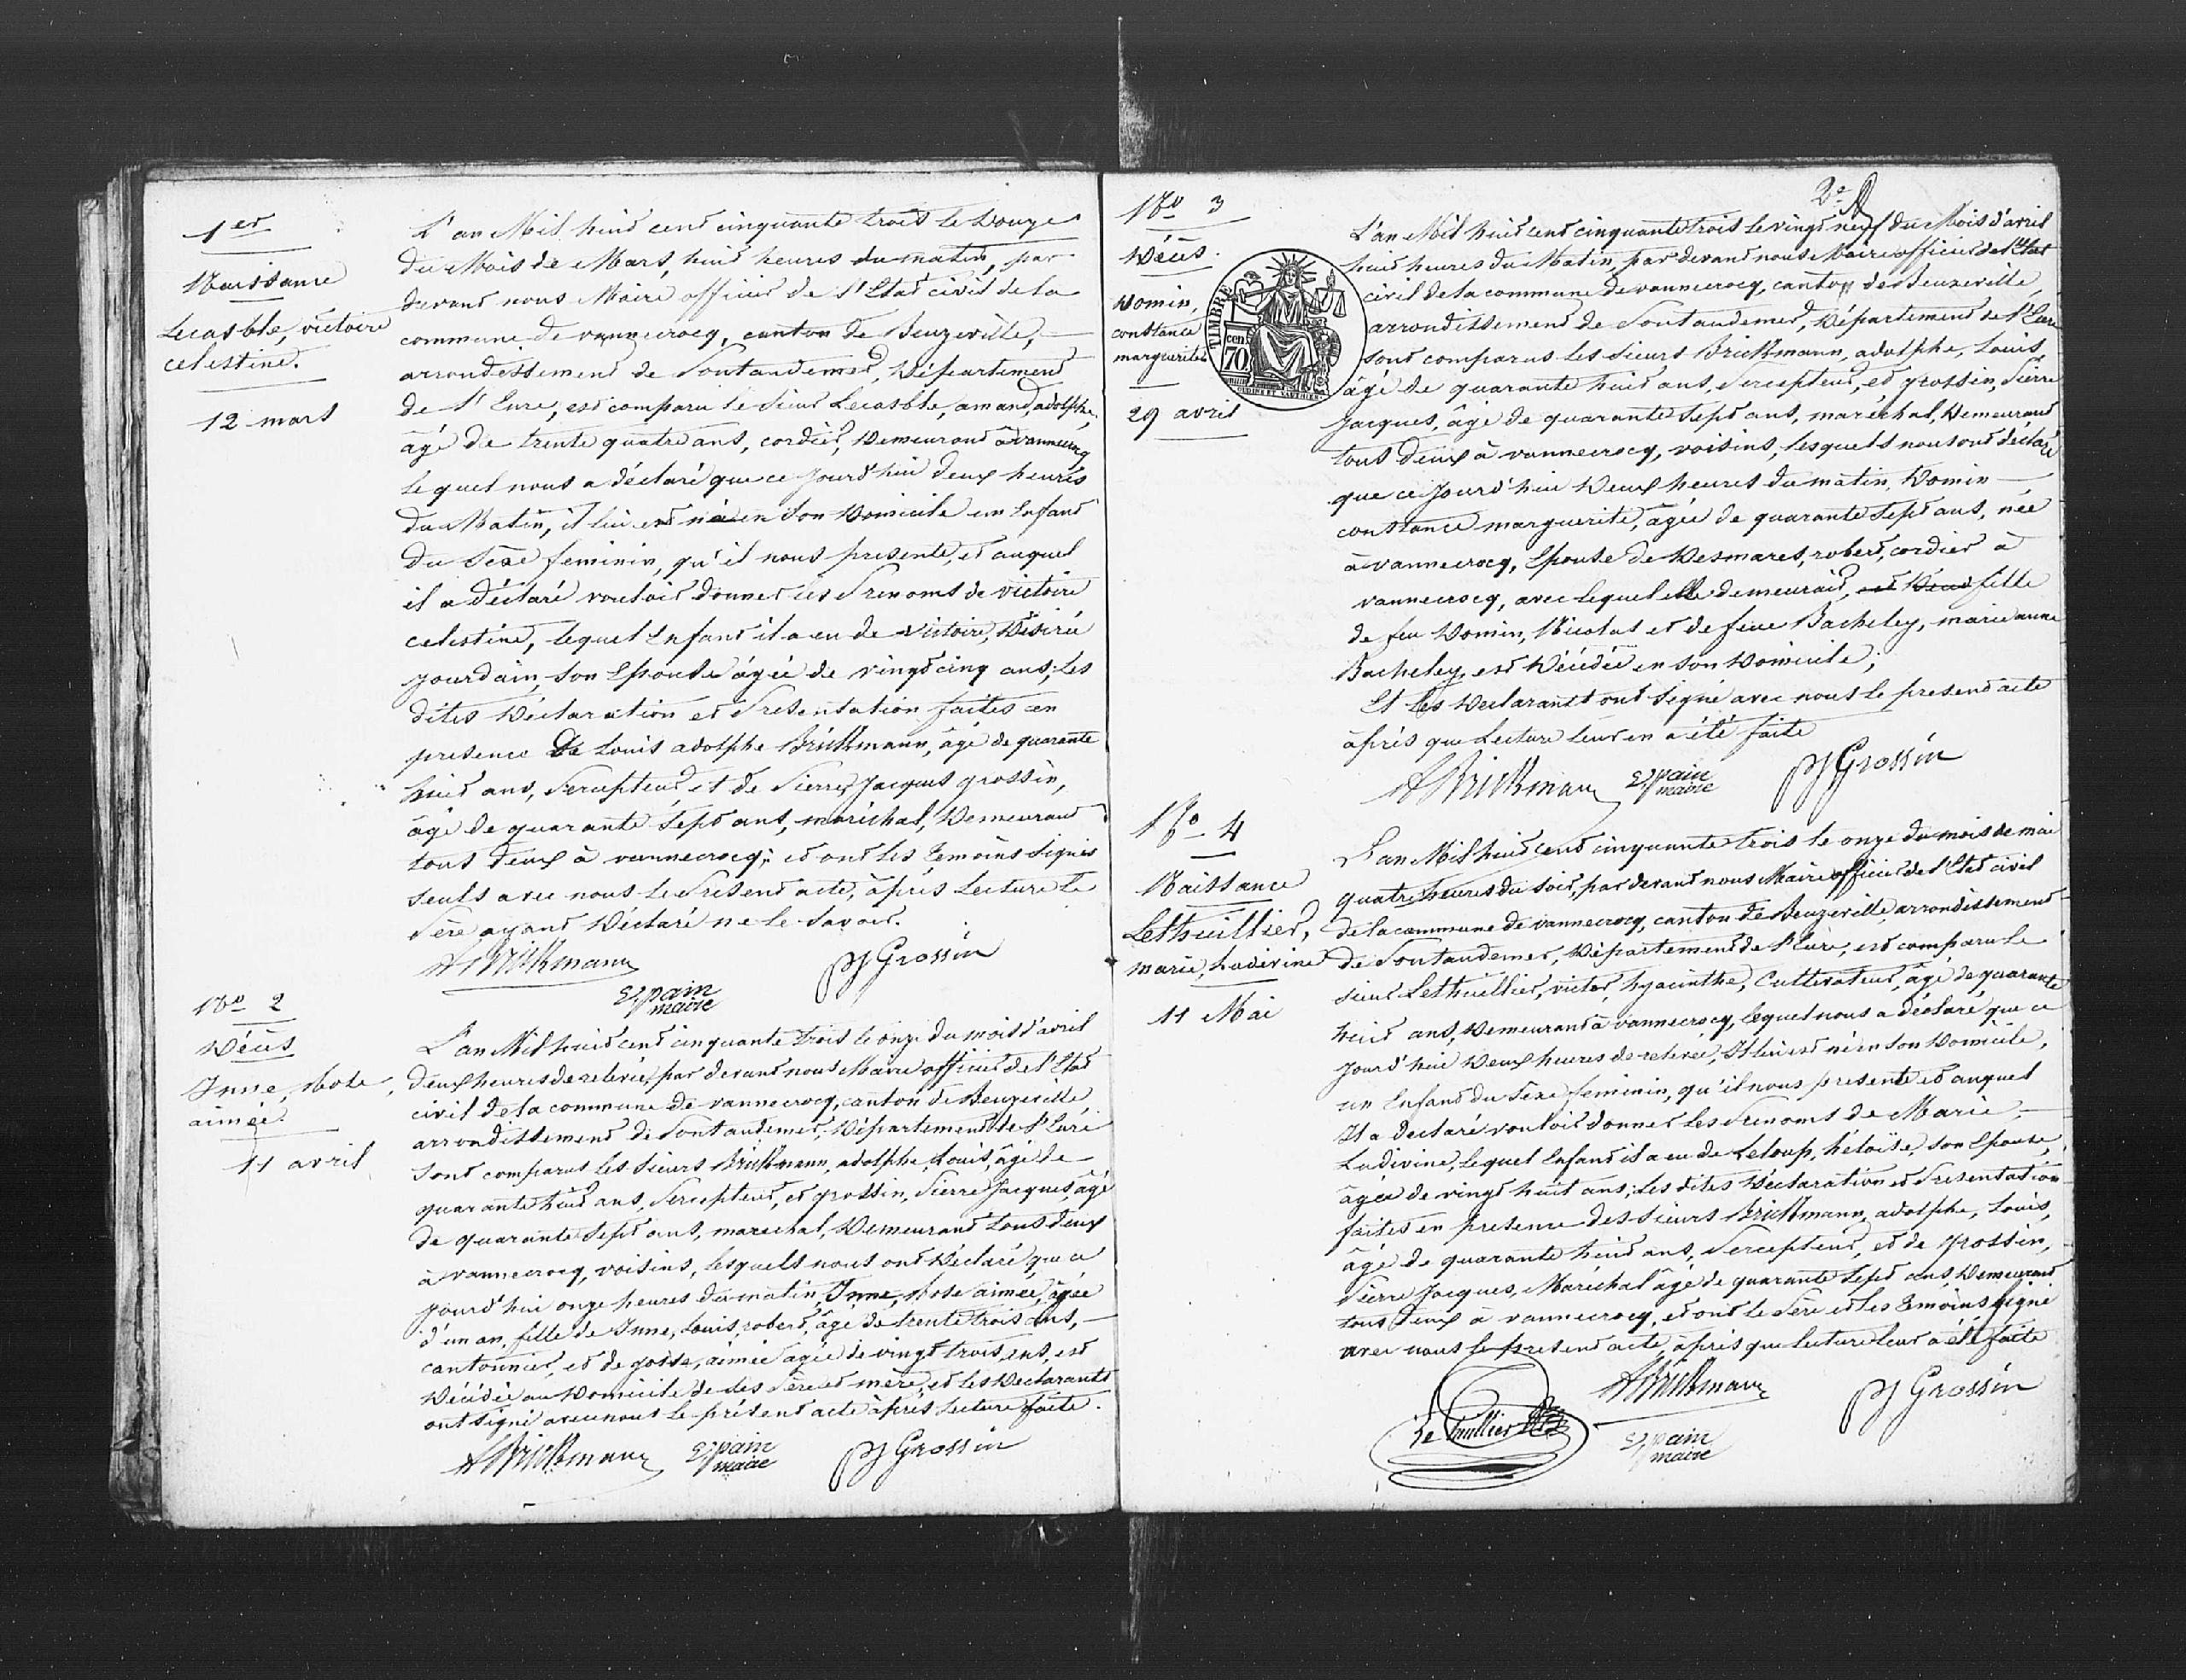 1er
Naissance
Lecasble, victoire
celestine.
12 mars
L'an Mil huit cent cinquante trois le Douze
du Mois de Mars, huit heures du matin, par
devant nous Maire officier de l'Etat civil de la
commune de vannecrocq, canton de Beuzeville,
arrondissement de Pontaudemer, Département
de l'Eure, est comparu le sieur Lecasble, amand, adolphe,
âgé de trente quatre ans, cordier, Demeurant à vannecrocq
lequel nous a déclaré que ce jourd'hui deux heures
du Matin, il lui est né en son Domicile un Enfant
du Sexe feminin, qu'il nous presente, et auquel
il a déclaré vouloir donner les Prenoms de victoire
celestine, lequel Enfant il a eu de victoire, Désirée
jourdain, son Epouse âgée de vingt cinq ans; Les
dites Déclaration et Presentation faites en
presence De Louis adolphe Brickmann, âgé de quarante
huit ans, Percepteur, et de Pierre Jacques grossin,
âgé de quarante sept ans, maréchal, Demeurant
tous deux à vannecrocq; et ont les Temoins signés
seuls avec nous le Present acte, après Lecture le
Père ayant Déclaré ne le Savoir.
A Brickmann
PJ Grossin
Epain
maire
No 2
Décès
Inne, Rose,
aimée.
11 avril
L'an Mil huit cent cinquante trois le onze du mois d'avril
deux heures de relevée, par devant nous Maire officier de l'Etat
civil de la commune de vannecrocq, canton de Beuzeville
arrondissement de Pontaudemer, Département de l'Eure
sont comparus les sieurs Brickmann, adolphe, Louis, âgé de
quarante huit ans, Percepteur, et grossin, Pierre Jacques âgé
de quarante sept ans, marechal, Demeurant tous deux
à vannecrocq, voisins, lesquels nous ont Déclaré que ce
jourd'hui onze heures du matin, Inne, Rose aimée, âgée
d'un an, fille de Inne, Louis, robert, âgé de trente trois ans,
cantonnier, et de gosse, aimée âgée de vingt trois ans, est
Décédée au Domicile de ses Père et mère, et les Declarants
ont signé avec nous le présent acte après Lecture faite.
A Brickmann
Epain
maire
PJ Grossin
2e
No 3
Décès.
Domin,
constance
marguerite
29 avril
TIMBRE
cen.
70
L'an Mil huit cent cinquante trois le vingt neuf du Mois d'avril
huit heures du Matin, par devant nous Maire officier de l'Etat
civil de la commune de vannecrocq, canton de Beuzeville
arrondissement de Pontaudemer, Département de l'Eure
sont comparus les sieurs Brickmann, adolphe, Louis,
âgé de quarante huit ans, Percepteur, et grossin, Pierre
Jacques, âgé de quarante sept ans, maréchal, Demeurant
tous deux à vannecrocq, voisins, lesquels nous ont déclaré
que ce jourd'hui Deux heures du matin, Domin
constance marguerite, âgée de quarante sept ans, née
à vannecrocq, Epouse de Desmares, robert, cordier à
vannecrocq, avec lequel elle demeurait, fille
de feu Domin, Nicolas et de feue Bacheley, marie anne
Bacheley, est Décédée en son Domicile;
Et les Declarants ont signé avec nous le present acte
après que Lecture leur en a été faite
A Brickmann
Epain
maire
PJ Grossin
No 4
Naissance
Lethuillier,
marie, Ludivine
11 Mai
L'an Mil huit cent cinquante trois le onze du mois de mai
quatre heures du soir, par devant nous Maire officier de l'Etat civil
de la commune de vannecrocq, canton de Beuzeville, arrondissement
de Pontaudemer, Département de l'Eure, est comparu le
sieur Lethuillier, victor, hyacinthe, Cultivateur, âgé de quarante
huit ans, Demeurant à vannecrocq, lequel nous a déclaré que ce
jourd'hui Deux heures de relevée, Il lui est né en son Domicile,
un Enfant du Sexe feminin, qu'il nous presente et auquel
Il a declaré vouloir donner les Prenoms de Marie
Ludivine, lequel Enfant il a eu de Leloup, héloïse, son Epouse,
âgée de vingt huit ans; Les dites Déclaration et Presentation
faites en presence des sieurs Brickmann, adolphe, Louis,
âgé de quarante huit ans, Percepteur, et de grossin,
Pierre Jacques, Maréchal âgé de quarante sept ans, Demeurant
tous deux à vannecrocq, et ont le Père et les Témoins signé
avec nous le present acte, après que lecture leur a été faite
A Brickmann
PJ Grossin
Le thuillier
Epain
maire